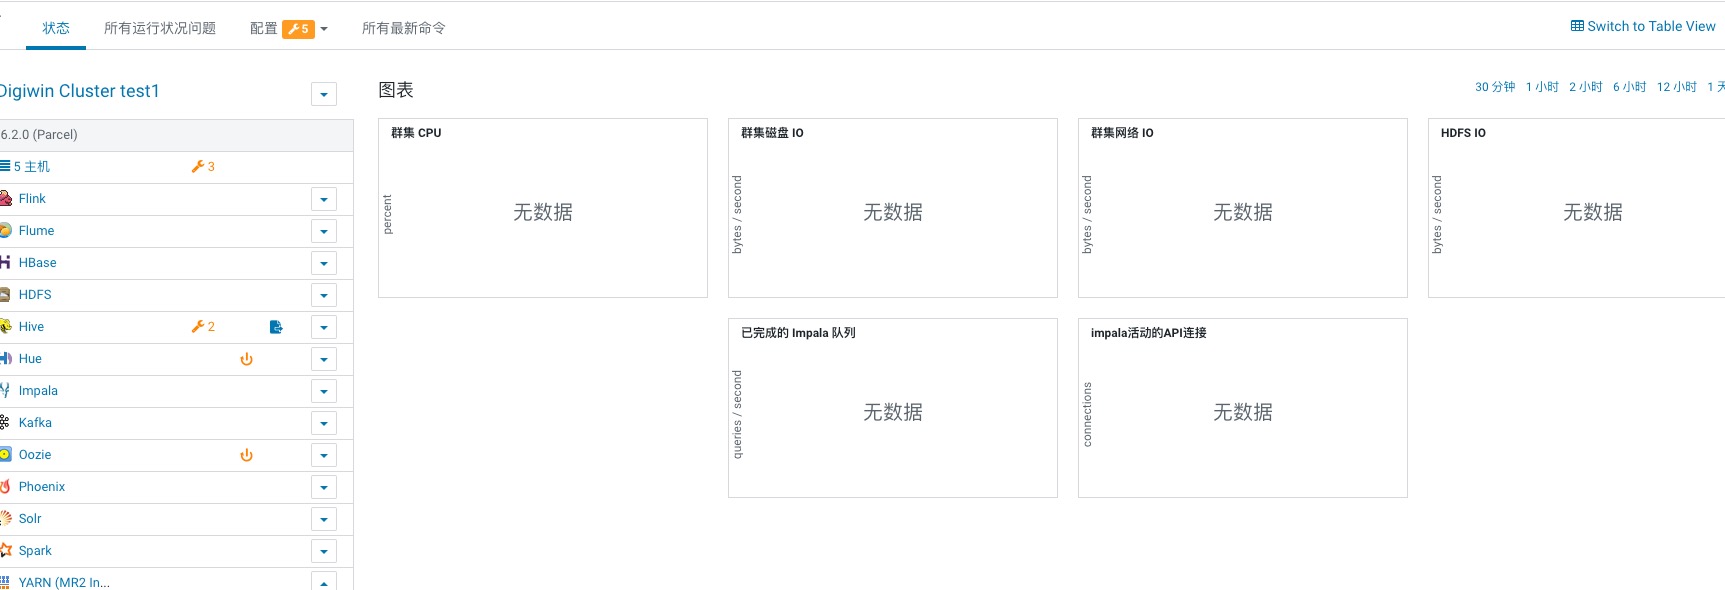 状态 所有运行状况问题 配置 5 所有最新命令 Switch to Table View
Digiwin Cluster test1
6.2.0 (Parcel)
5 主机 3
Flink
Flume
HBase
HDFS
Hive 2
Hue
Impala
Kafka
Oozie
Phoenix
Solr
Spark
YARN (MR2 In...
图表 30 分钟 1 小时 2 小时 6 小时 12 小时 1 天
群集 CPU
percent
无数据
群集磁盘 IO
bytes / second
无数据
群集网络 IO
bytes / second
无数据
HDFS IO
bytes / second
无数据
已完成的 Impala 队列
queries / second
无数据
impala活动的API连接
connections
无数据